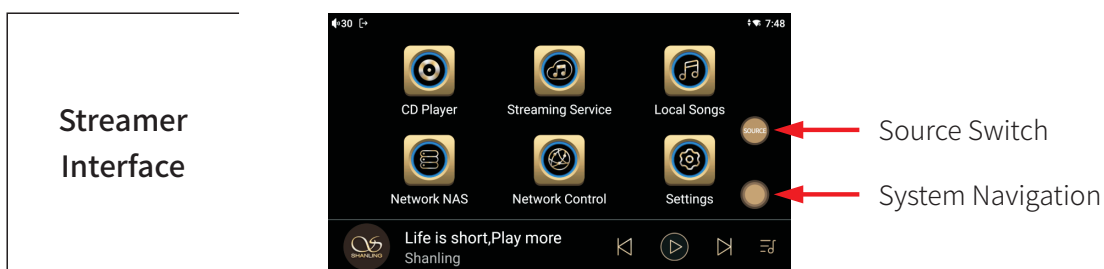 Streamer
Interface
30
7:48
CD Player
Streaming Service
Local Songs
SOURCE
Source Switch
Network NAS
Network Control
Settings
System Navigation
SHANLING
Life is short,Play more
Shanling